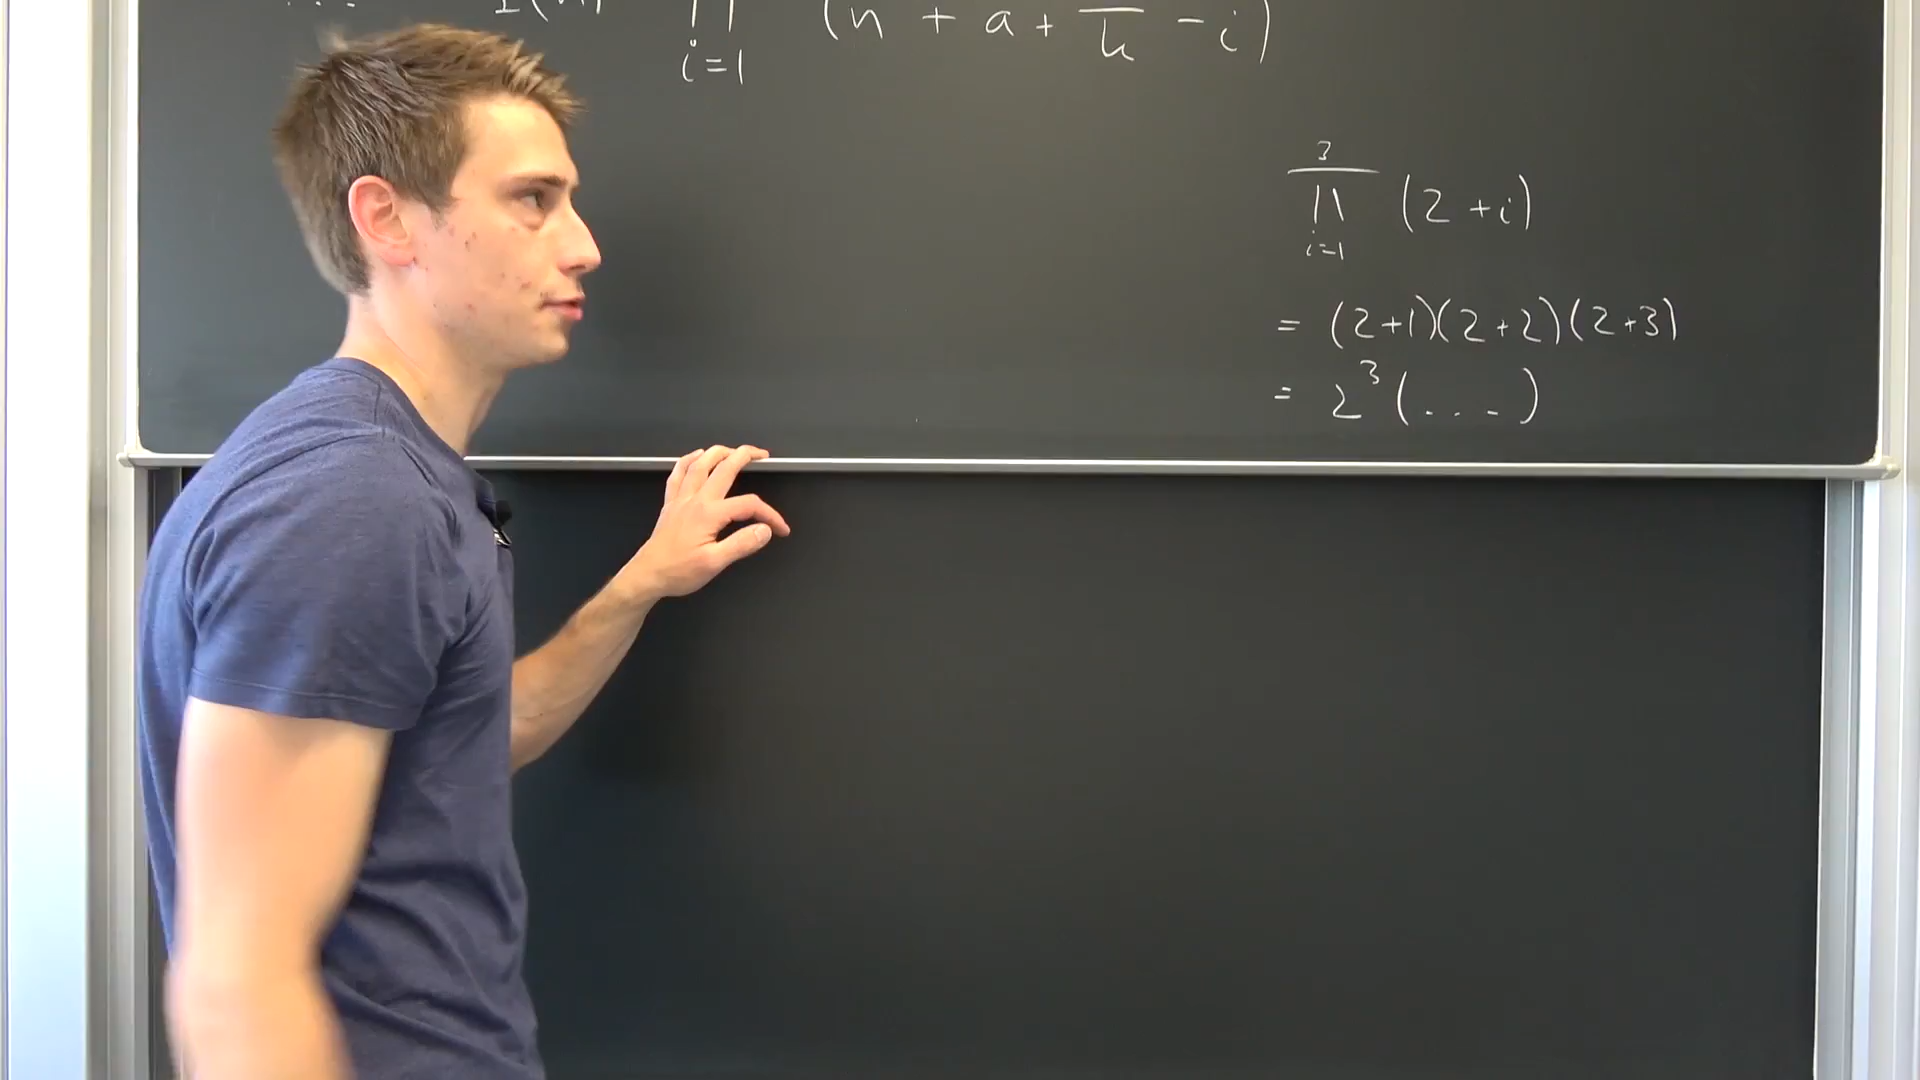 (n + a + — k - i)
i=1
3
∏ (2 + i)
i=1
= (2+1)(2+2)(2+3)
= 2³(...)